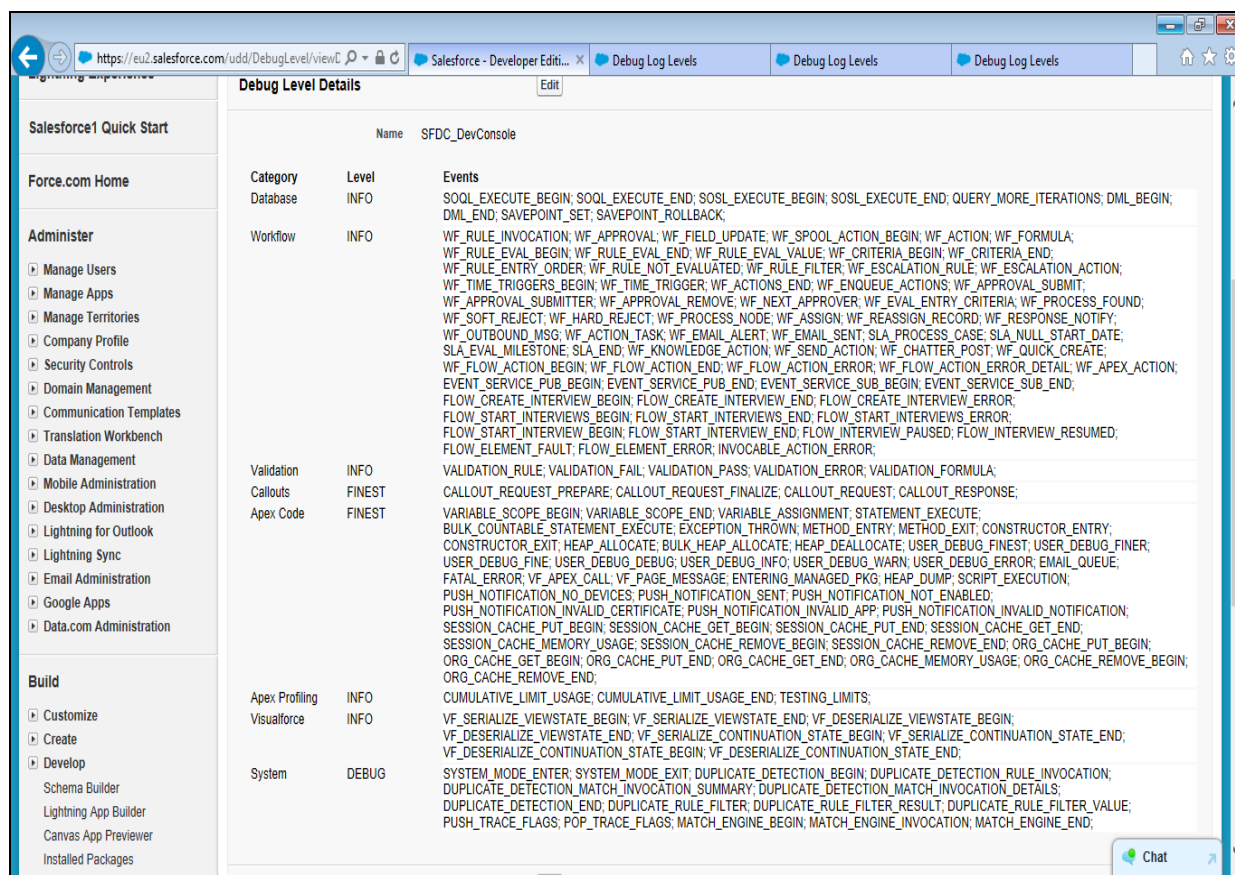 https://eu2.salesforce.com/udd/DebugLevel/view
Salesforce - Developer Editi...
Debug Log Levels
Debug Log Levels
Debug Log Levels
Lightning Experience
Salesforce1 Quick Start
Force.com Home
Administer
Manage Users
Manage Apps
Manage Territories
Company Profile
Security Controls
Domain Management
Communication Templates
Translation Workbench
Data Management
Mobile Administration
Desktop Administration
Lightning for Outlook
Lightning Sync
Email Administration
Google Apps
Data.com Administration
Build
Customize
Create
Develop
Schema Builder
Lightning App Builder
Canvas App Previewer
Installed Packages
Debug Level Details
Edit
Name SFDC_DevConsole
Category Level Events
Database INFO SOQL_EXECUTE_BEGIN; SOQL_EXECUTE_END; SOSL_EXECUTE_BEGIN; SOSL_EXECUTE_END; QUERY_MORE_ITERATIONS; DML_BEGIN;
DML_END; SAVEPOINT_SET; SAVEPOINT_ROLLBACK;
Workflow INFO WF_RULE_INVOCATION; WF_APPROVAL; WF_FIELD_UPDATE; WF_SPOOL_ACTION_BEGIN; WF_ACTION; WF_FORMULA;
WF_RULE_EVAL_BEGIN; WF_RULE_EVAL_END; WF_RULE_EVAL_VALUE; WF_CRITERIA_BEGIN; WF_CRITERIA_END;
WF_RULE_ENTRY_ORDER; WF_RULE_NOT_EVALUATED; WF_RULE_FILTER; WF_ESCALATION_RULE; WF_ESCALATION_ACTION;
WF_TIME_TRIGGERS_BEGIN; WF_TIME_TRIGGER; WF_ACTIONS_END; WF_ENQUEUE_ACTIONS; WF_APPROVAL_SUBMIT;
WF_APPROVAL_SUBMITTER; WF_APPROVAL_REMOVE; WF_NEXT_APPROVER; WF_EVAL_ENTRY_CRITERIA; WF_PROCESS_FOUND;
WF_SOFT_REJECT; WF_HARD_REJECT; WF_PROCESS_NODE; WF_ASSIGN; WF_REASSIGN_RECORD; WF_RESPONSE_NOTIFY;
WF_OUTBOUND_MSG; WF_ACTION_TASK; WF_EMAIL_ALERT; WF_EMAIL_SENT; SLA_PROCESS_CASE; SLA_NULL_START_DATE;
SLA_EVAL_MILESTONE; SLA_END; WF_KNOWLEDGE_ACTION; WF_SEND_ACTION; WF_CHATTER_POST; WF_QUICK_CREATE;
WF_FLOW_ACTION_BEGIN; WF_FLOW_ACTION_END; WF_FLOW_ACTION_ERROR; WF_FLOW_ACTION_ERROR_DETAIL; WF_APEX_ACTION;
EVENT_SERVICE_PUB_BEGIN; EVENT_SERVICE_PUB_END; EVENT_SERVICE_SUB_BEGIN; EVENT_SERVICE_SUB_END;
FLOW_CREATE_INTERVIEW_BEGIN; FLOW_CREATE_INTERVIEW_END; FLOW_CREATE_INTERVIEW_ERROR;
FLOW_START_INTERVIEWS_BEGIN; FLOW_START_INTERVIEWS_END; FLOW_START_INTERVIEWS_ERROR;
FLOW_START_INTERVIEW_BEGIN; FLOW_START_INTERVIEW_END; FLOW_INTERVIEW_PAUSED; FLOW_INTERVIEW_RESUMED;
FLOW_ELEMENT_FAULT; FLOW_ELEMENT_ERROR; INVOCABLE_ACTION_ERROR;
Validation INFO VALIDATION_RULE; VALIDATION_FAIL; VALIDATION_PASS; VALIDATION_ERROR; VALIDATION_FORMULA;
Callouts FINEST CALLOUT_REQUEST_PREPARE; CALLOUT_REQUEST_FINALIZE; CALLOUT_REQUEST; CALLOUT_RESPONSE;
Apex Code FINEST VARIABLE_SCOPE_BEGIN; VARIABLE_SCOPE_END; VARIABLE_ASSIGNMENT; STATEMENT_EXECUTE;
BULK_COUNTABLE_STATEMENT_EXECUTE; EXCEPTION_THROWN; METHOD_ENTRY; METHOD_EXIT; CONSTRUCTOR_ENTRY;
CONSTRUCTOR_EXIT; HEAP_ALLOCATE; BULK_HEAP_ALLOCATE; HEAP_DEALLOCATE; USER_DEBUG_FINEST; USER_DEBUG_FINER;
USER_DEBUG_FINE; USER_DEBUG_DEBUG; USER_DEBUG_INFO; USER_DEBUG_WARN; USER_DEBUG_ERROR; EMAIL_QUEUE;
FATAL_ERROR; VF_APEX_CALL; VF_PAGE_MESSAGE; ENTERING_MANAGED_PKG; HEAP_DUMP; SCRIPT_EXECUTION;
PUSH_NOTIFICATION_NO_DEVICES; PUSH_NOTIFICATION_SENT; PUSH_NOTIFICATION_NOT_ENABLED;
PUSH_NOTIFICATION_INVALID_CERTIFICATE; PUSH_NOTIFICATION_INVALID_APP; PUSH_NOTIFICATION_INVALID_NOTIFICATION;
SESSION_CACHE_PUT_BEGIN; SESSION_CACHE_GET_BEGIN; SESSION_CACHE_PUT_END; SESSION_CACHE_GET_END;
SESSION_CACHE_MEMORY_USAGE; SESSION_CACHE_REMOVE_BEGIN; SESSION_CACHE_REMOVE_END; ORG_CACHE_PUT_BEGIN;
ORG_CACHE_GET_BEGIN; ORG_CACHE_PUT_END; ORG_CACHE_GET_END; ORG_CACHE_MEMORY_USAGE; ORG_CACHE_REMOVE_BEGIN;
ORG_CACHE_REMOVE_END;
Apex Profiling INFO CUMULATIVE_LIMIT_USAGE; CUMULATIVE_LIMIT_USAGE_END; TESTING_LIMITS;
Visualforce INFO VF_SERIALIZE_VIEWSTATE_BEGIN; VF_SERIALIZE_VIEWSTATE_END; VF_DESERIALIZE_VIEWSTATE_BEGIN;
VF_DESERIALIZE_VIEWSTATE_END; VF_SERIALIZE_CONTINUATION_STATE_BEGIN; VF_SERIALIZE_CONTINUATION_STATE_END;
VF_DESERIALIZE_CONTINUATION_STATE_BEGIN; VF_DESERIALIZE_CONTINUATION_STATE_END;
System DEBUG SYSTEM_MODE_ENTER; SYSTEM_MODE_EXIT; DUPLICATE_DETECTION_BEGIN; DUPLICATE_DETECTION_RULE_INVOCATION;
DUPLICATE_DETECTION_MATCH_INVOCATION_SUMMARY; DUPLICATE_DETECTION_MATCH_INVOCATION_DETAILS;
DUPLICATE_DETECTION_END; DUPLICATE_RULE_FILTER; DUPLICATE_RULE_FILTER_RESULT; DUPLICATE_RULE_FILTER_VALUE;
PUSH_TRACE_FLAGS; POP_TRACE_FLAGS; MATCH_ENGINE_BEGIN; MATCH_ENGINE_INVOCATION; MATCH_ENGINE_END;
Chat